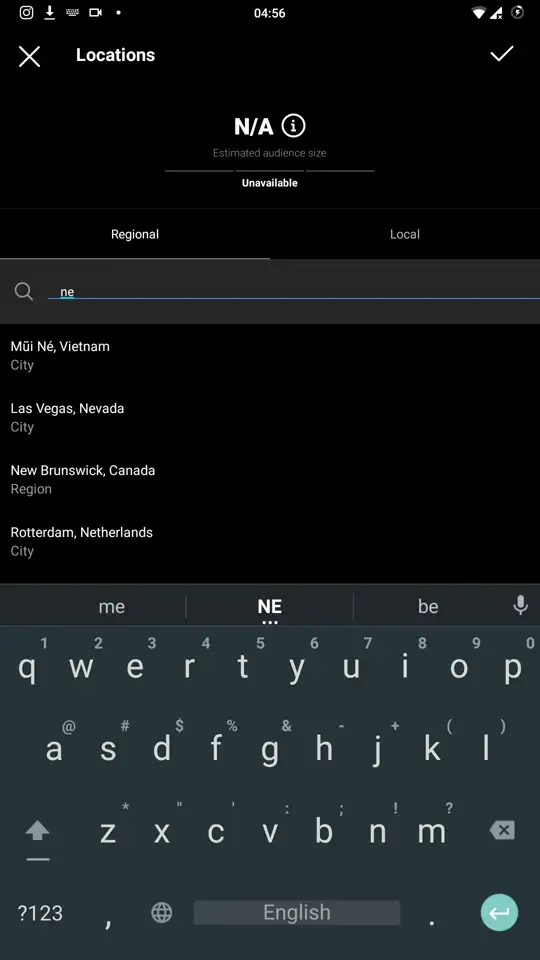 04:56
Locations
N/A
Estimated audience size
Unavailable
Regional Local
ne
Mũi Né, Vietnam
City
Las Vegas, Nevada
City
New Brunswick, Canada
Region
Rotterdam, Netherlands
City
me NE be
1 2 3 4 5 6 7 8 9 0
q w e r t y u i o p
@ # $ % & - + ( )
a s d f g h j k l
* " ' : ; ! ?
z x c v b n m
?123 , English .